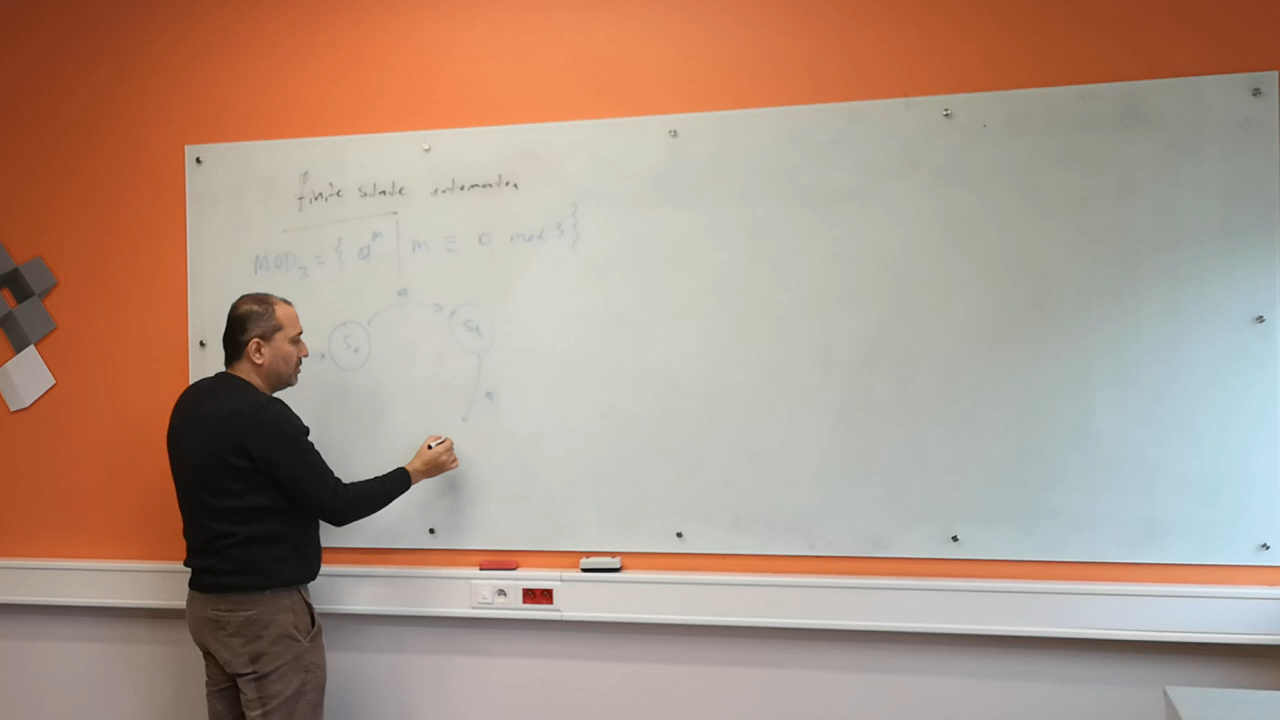 finite state automaton
MOD₃ = { a^m | m ≡ 0 mod 3 }
a
S₀ S₁
a